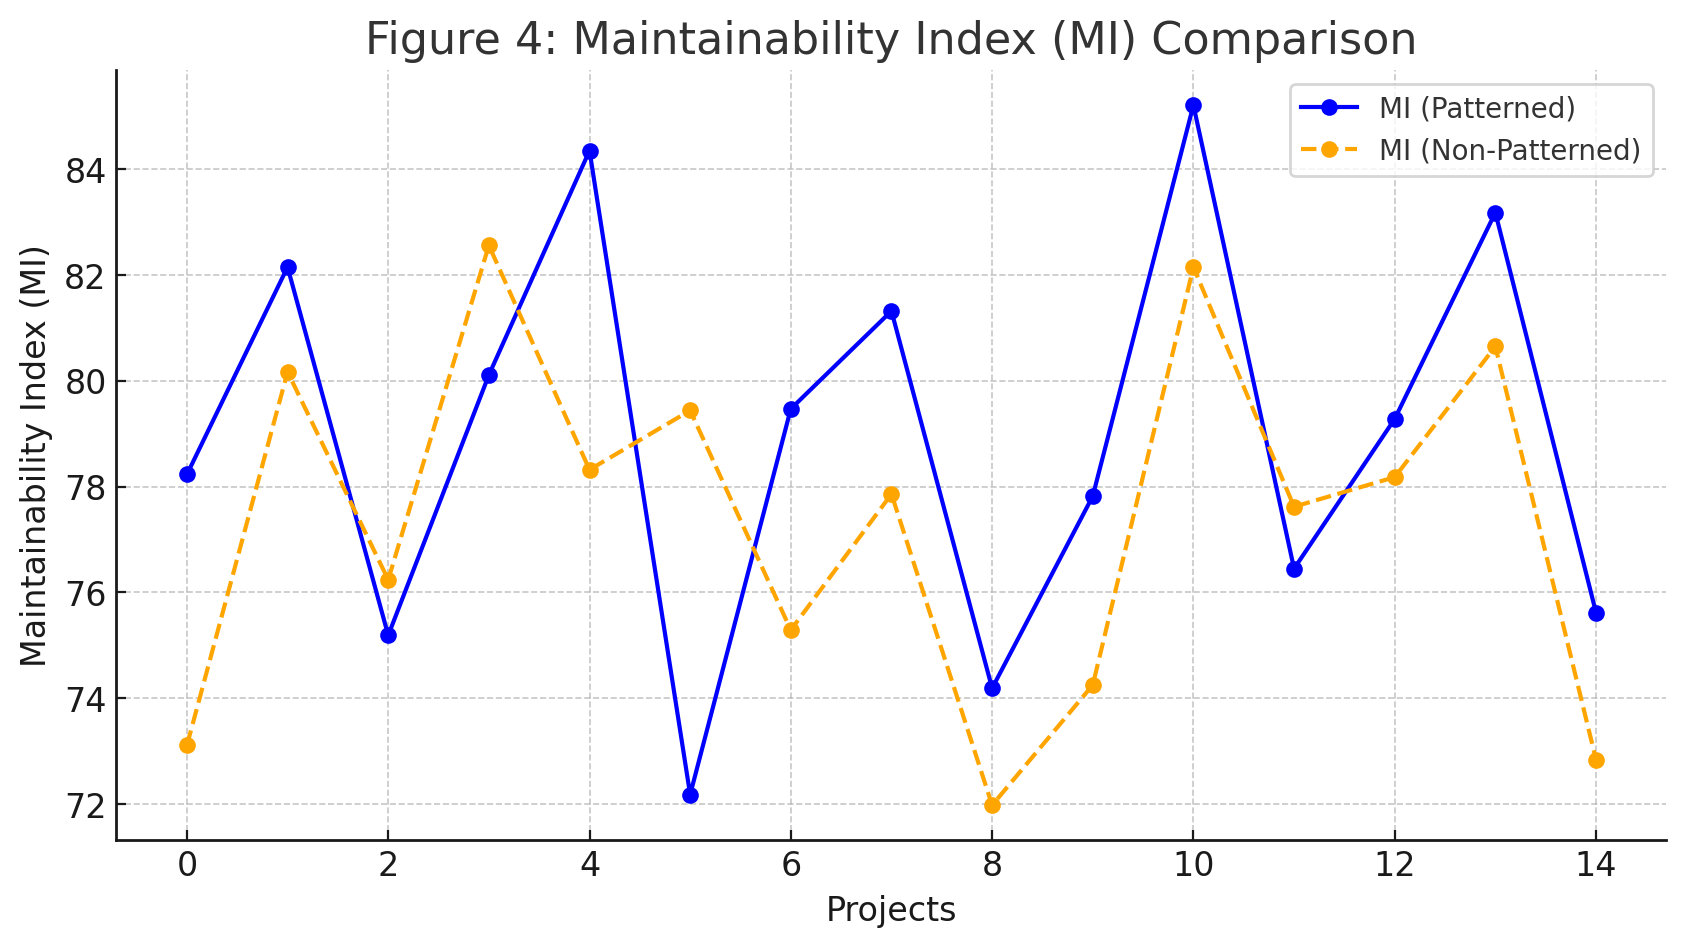 Figure 4: Maintainability Index (MI) Comparison
MI (Patterned)
MI (Non-Patterned)
Maintainability Index (MI)
84
82
80
78
76
74
72
0 2 4 6 8 10 12 14
Projects